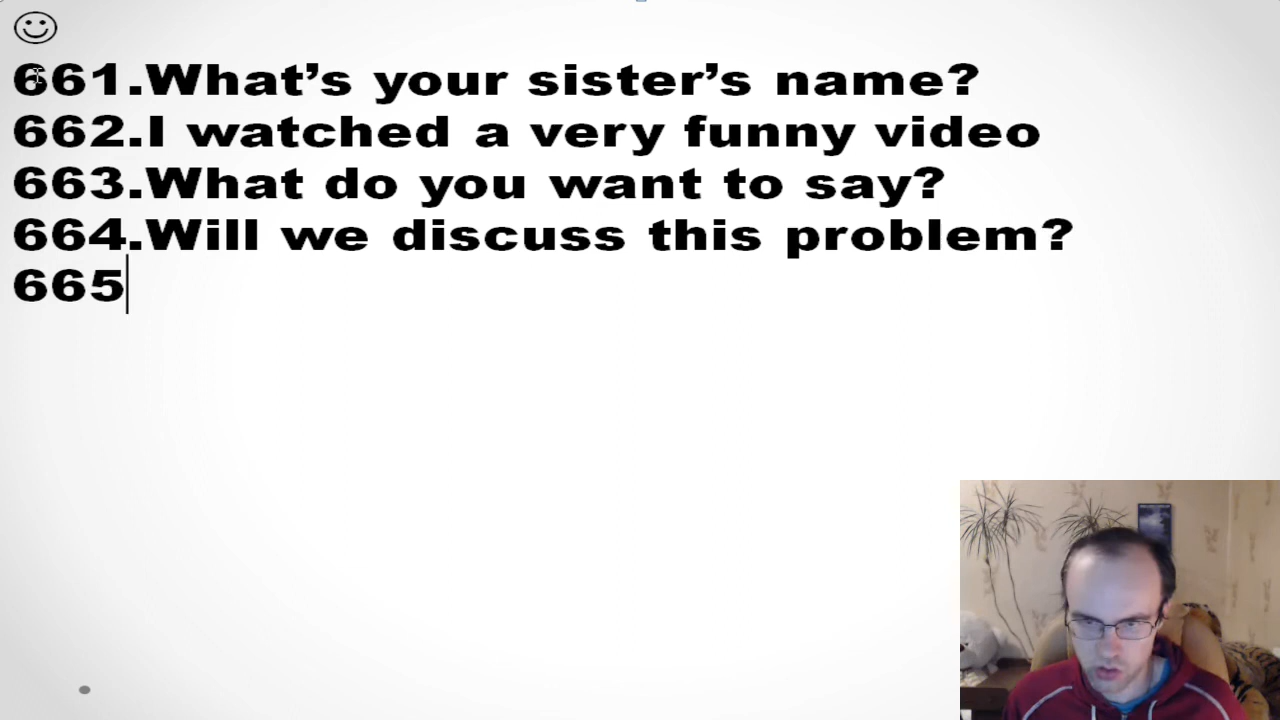 661.What’s your sister’s name?
662.I watched a very funny video
663.What do you want to say?
664.Will we discuss this problem?
665